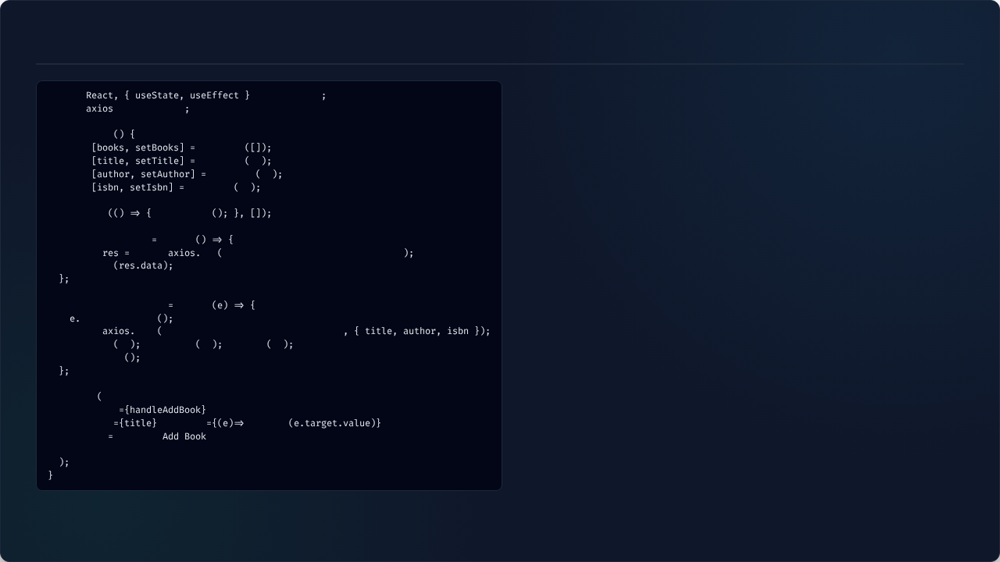 React, { useState, useEffect } ;
axios ;
() {
[books, setBooks] = ([]);
[title, setTitle] = ( );
[author, setAuthor] = ( );
[isbn, setIsbn] = ( );
(() => { (); }, []);
= () => {
res = axios. ( );
(res.data);
};
= (e) => {
e. ();
axios. ( , { title, author, isbn });
( ); ( ); ( );
();
};
(
={handleAddBook}
={title} ={(e)=> (e.target.value)}
= Add Book
);
}